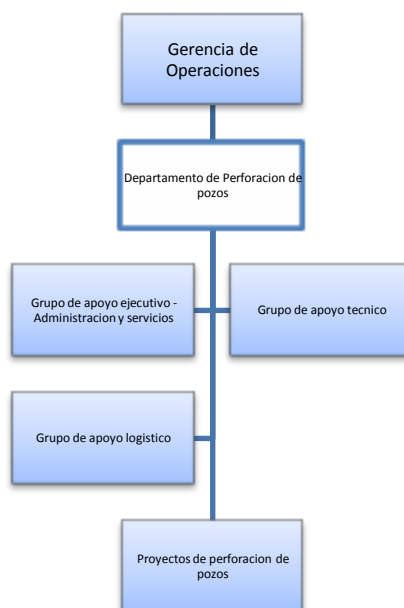 Gerencia de
Operaciones
Departamento de Perforacion de
pozos
Grupo de apoyo ejecutivo -
Administracion y servicios
Grupo de apoyo tecnico
Grupo de apoyo logistico
Proyectos de perforacion de
pozos